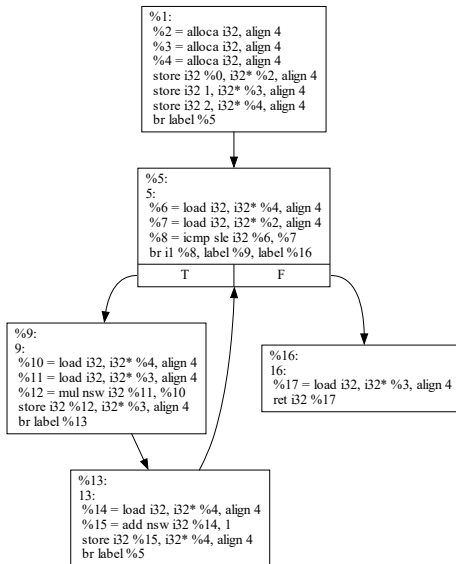 %1:
%2 = alloca i32, align 4
%3 = alloca i32, align 4
%4 = alloca i32, align 4
store i32 %0, i32* %2, align 4
store i32 1, i32* %3, align 4
store i32 2, i32* %4, align 4
br label %5
%5:
5:
%6 = load i32, i32* %4, align 4
%7 = load i32, i32* %2, align 4
%8 = icmp sle i32 %6, %7
br i1 %8, label %9, label %16
T F
%9:
9:
%10 = load i32, i32* %4, align 4
%11 = load i32, i32* %3, align 4
%12 = mul nsw i32 %11, %10
store i32 %12, i32* %3, align 4
br label %13
%16:
16:
%17 = load i32, i32* %3, align 4
ret i32 %17
%13:
13:
%14 = load i32, i32* %4, align 4
%15 = add nsw i32 %14, 1
store i32 %15, i32* %4, align 4
br label %5